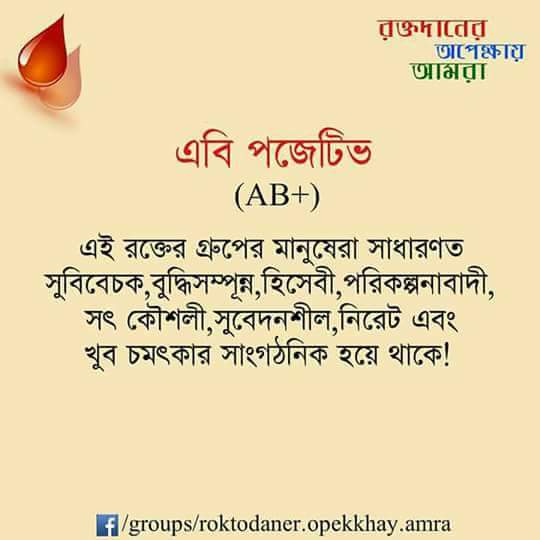 রক্তদানের
অপেক্ষায়
আমরা
এবি পজেটিভ
(AB+)
এই রক্তের গ্রুপের মানুষেরা সাধারণত
সুবিবেচক,বুদ্ধিসম্পূন্ন,হিসেবী,পরিকল্পনাবাদী,
সৎ কৌশলী,সুবেদনশীল,নিরেট এবং
খুব চমৎকার সাংগঠনিক হয়ে থাকে!
f/groups/roktodaner.opekkhay.amra